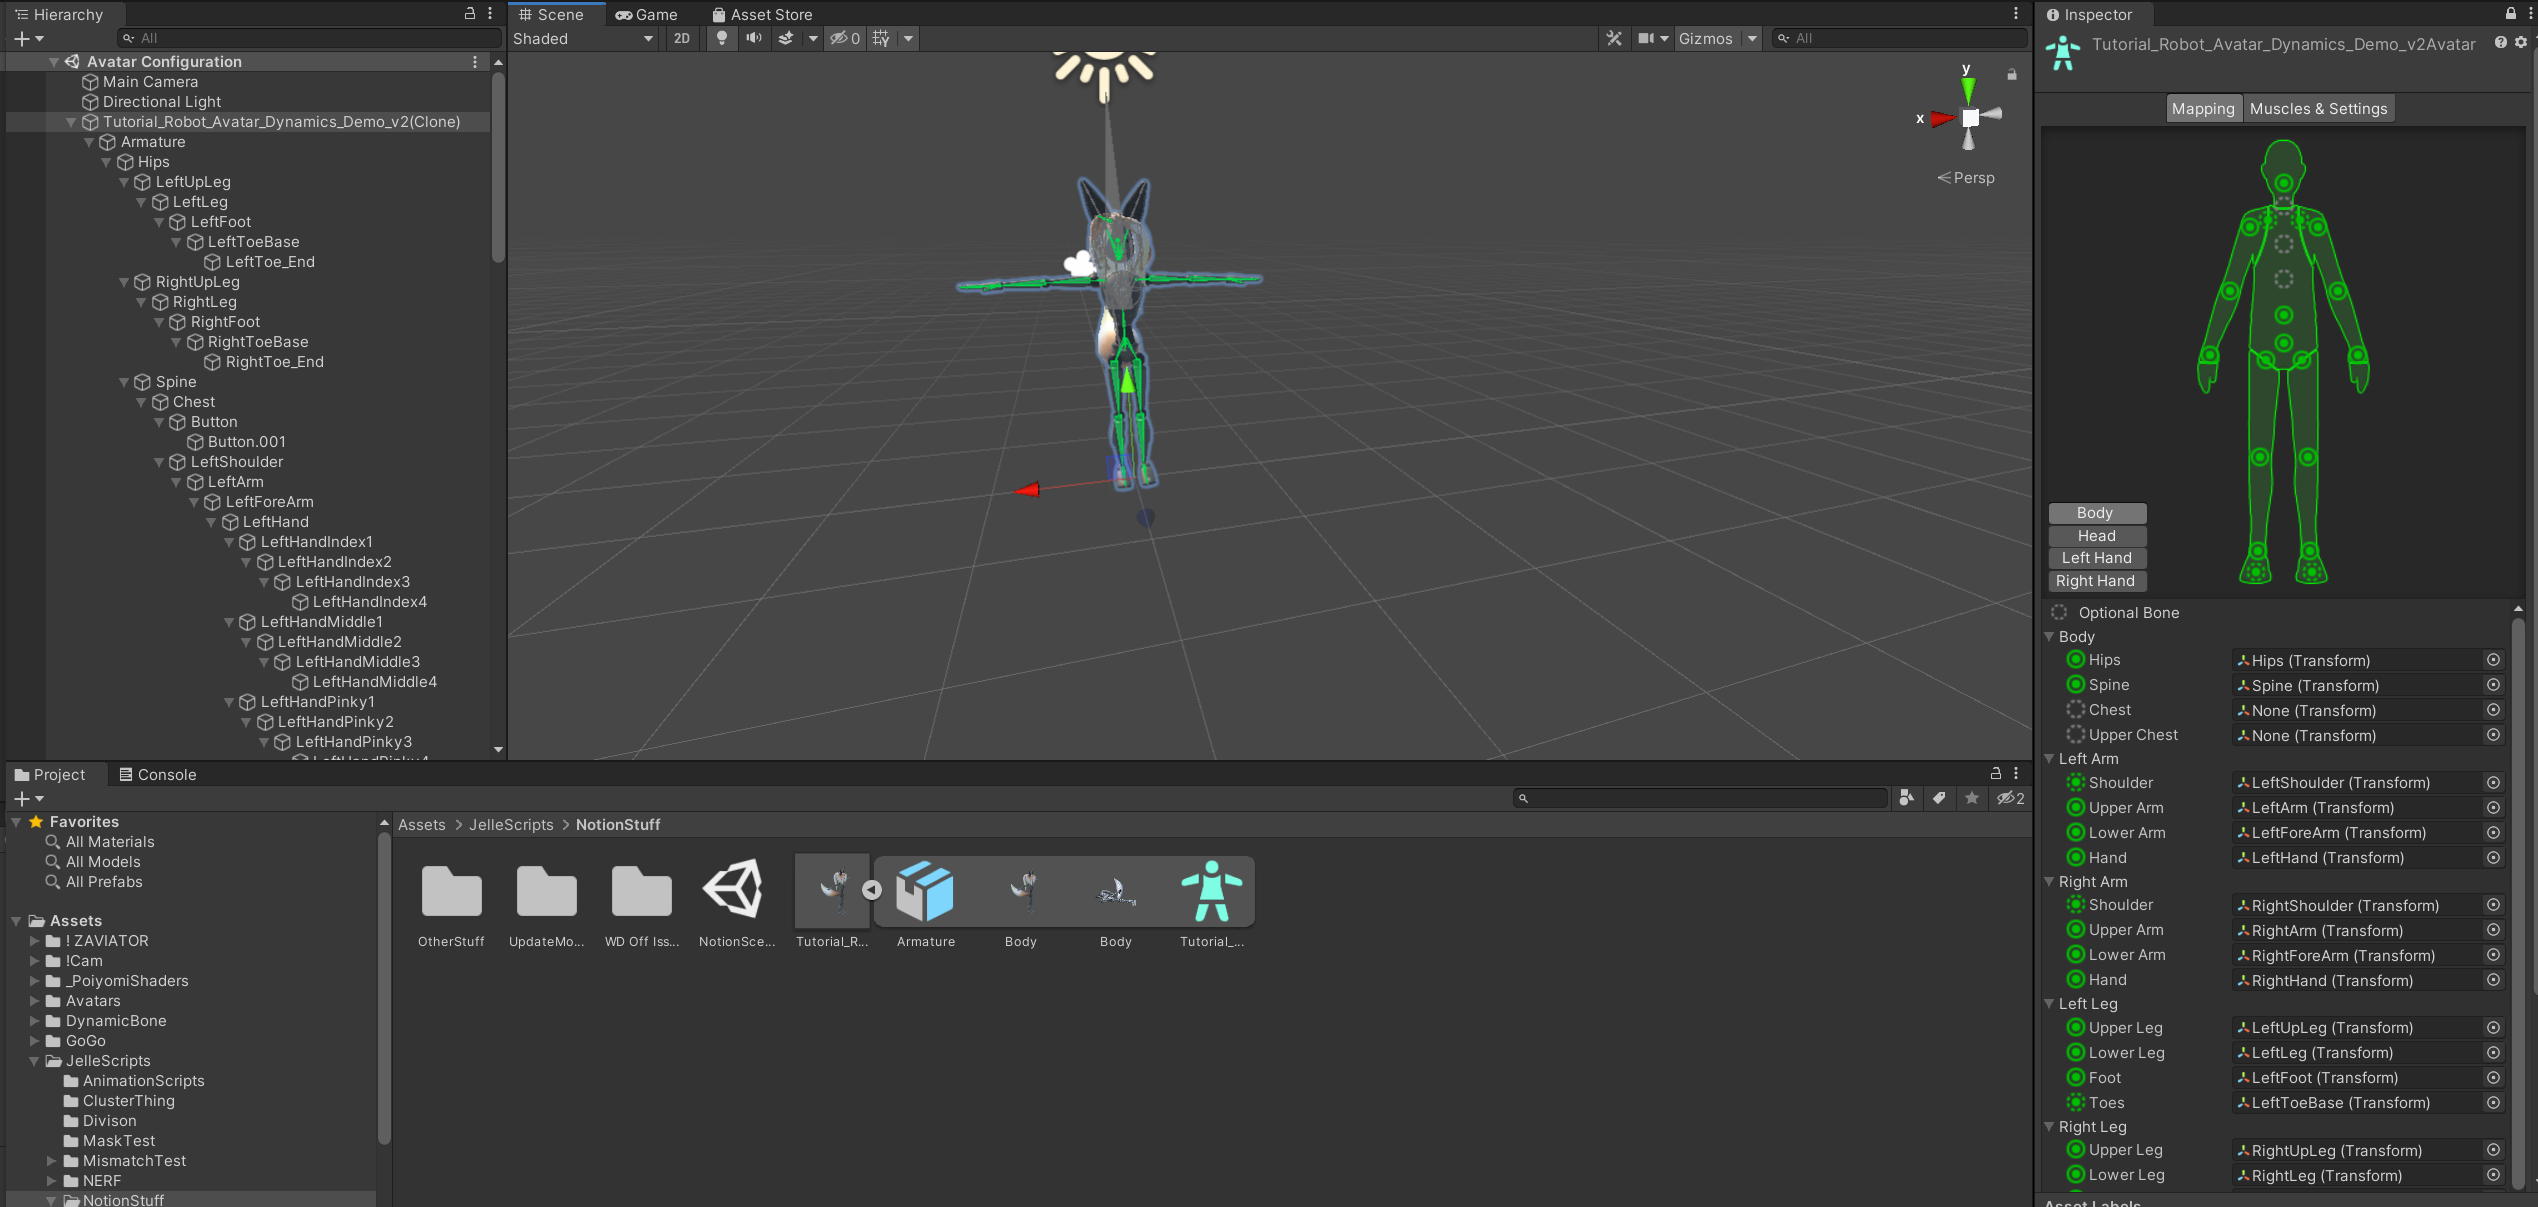 Hierarchy
All
Avatar Configuration
Main Camera
Directional Light
Tutorial_Robot_Avatar_Dynamics_Demo_v2(Clone)
Armature
Hips
LeftUpLeg
LeftLeg
LeftFoot
LeftToeBase
LeftToe_End
RightUpLeg
RightLeg
RightFoot
RightToeBase
RightToe_End
Spine
Chest
Button
Button.001
LeftShoulder
LeftArm
LeftForeArm
LeftHand
LeftHandIndex1
LeftHandIndex2
LeftHandIndex3
LeftHandIndex4
LeftHandMiddle1
LeftHandMiddle2
LeftHandMiddle3
LeftHandMiddle4
LeftHandPinky1
LeftHandPinky2
LeftHandPinky3
LeftHandPinky4
Scene Game Asset Store
Shaded 2D 0 Gizmos All
y
x
Persp
Project Console
2
Favorites
All Materials
All Models
All Prefabs
Assets
! ZAVIATOR
!Cam
_PoiyomiShaders
Avatars
DynamicBone
GoGo
JelleScripts
AnimationScripts
ClusterThing
Divison
MaskTest
MismatchTest
NERF
NotionStuff
Assets > JelleScripts > NotionStuff
OtherStuff UpdateMo... WD Off Iss... NotionSce... Tutorial_R... Armature Body Body Tutorial_...
Inspector
Tutorial_Robot_Avatar_Dynamics_Demo_v2Avatar
Mapping Muscles & Settings
Body
Head
Left Hand
Right Hand
Optional Bone
Body
Hips Hips (Transform)
Spine Spine (Transform)
Chest None (Transform)
Upper Chest None (Transform)
Left Arm
Shoulder LeftShoulder (Transform)
Upper Arm LeftArm (Transform)
Lower Arm LeftForeArm (Transform)
Hand LeftHand (Transform)
Right Arm
Shoulder RightShoulder (Transform)
Upper Arm RightArm (Transform)
Lower Arm RightForeArm (Transform)
Hand RightHand (Transform)
Left Leg
Upper Leg LeftUpLeg (Transform)
Lower Leg LeftLeg (Transform)
Foot LeftFoot (Transform)
Toes LeftToeBase (Transform)
Right Leg
Upper Leg RightUpLeg (Transform)
Lower Leg RightLeg (Transform)
Asset Labels